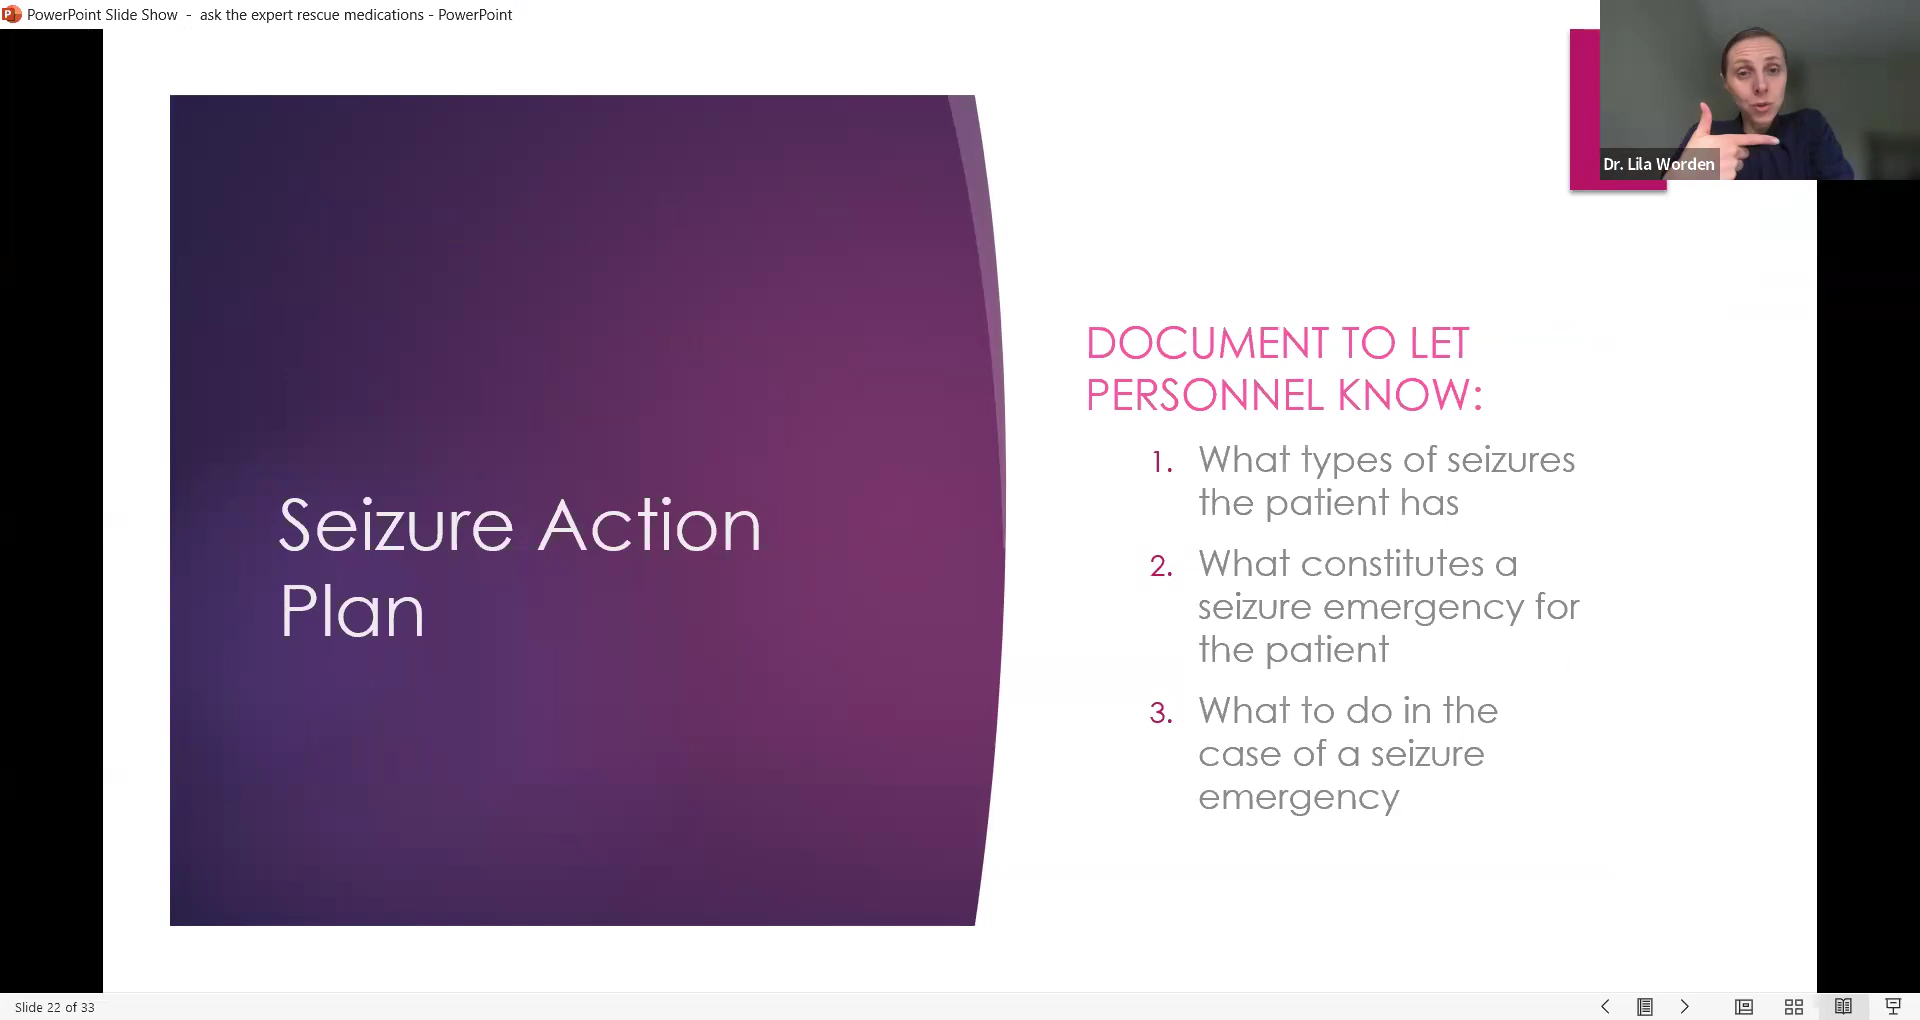 PowerPoint Slide Show - ask the expert rescue medications - PowerPoint
Dr. Lila Worden
Seizure Action
Plan
DOCUMENT TO LET
PERSONNEL KNOW:
1. What types of seizures
the patient has
2. What constitutes a
seizure emergency for
the patient
3. What to do in the
case of a seizure
emergency
Slide 22 of 33